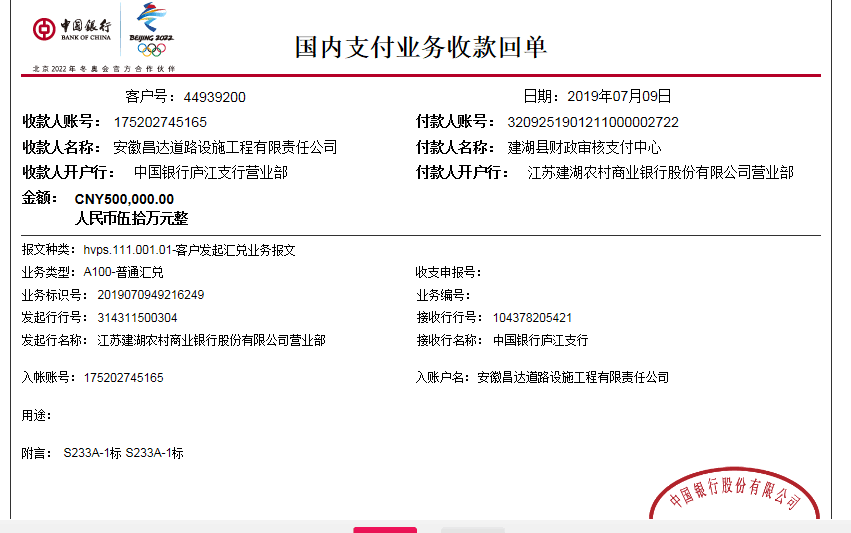 中国银行
BANK OF CHINA
BEIJING 2022
北京2022年冬奥会官方合作伙伴
国内支付业务收款回单
客户号：44939200 日期：2019年07月09日
收款人账号：175202745165 付款人账号：3209251901211000002722
收款人名称：安徽昌达道路设施工程有限责任公司 付款人名称：建湖县财政审核支付中心
收款人开户行：中国银行庐江支行营业部 付款人开户行：江苏建湖农村商业银行股份有限公司营业部
金额：CNY500,000.00
人民币伍拾万元整
报文种类：hvps.111.001.01-客户发起汇兑业务报文
业务类型：A100-普通汇兑 收支申报号：
业务标识号：2019070949216249 业务编号：
发起行行号：314311500304 接收行行号：104378205421
发起行名称：江苏建湖农村商业银行股份有限公司营业部 接收行名称：中国银行庐江支行
入帐账号：175202745165 入账户名：安徽昌达道路设施工程有限责任公司
用途：
附言：S233A-1标 S233A-1标
中国银行股份有限公司